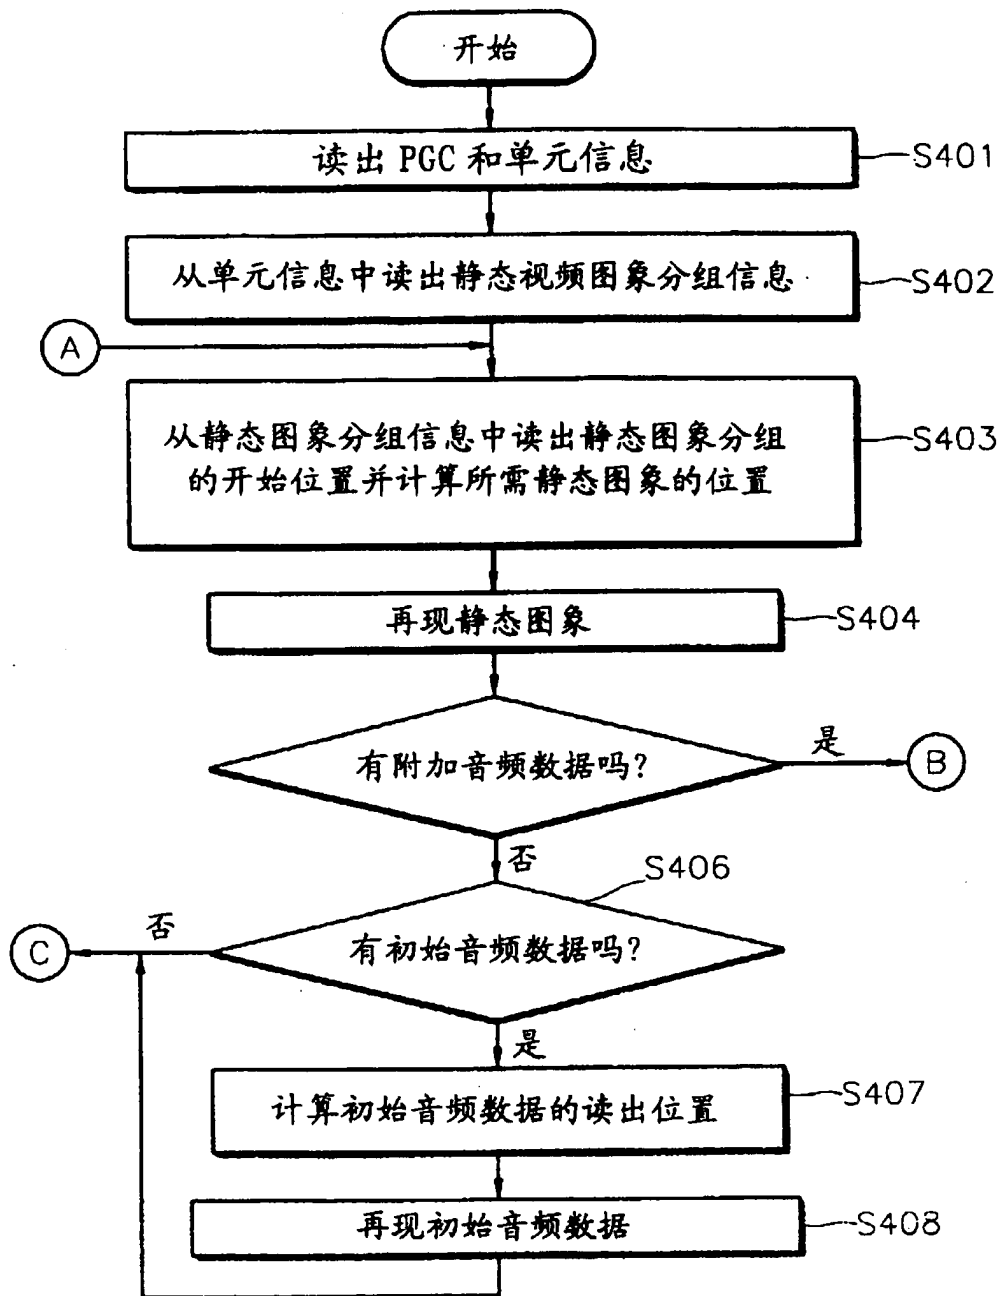 开始
读出 PGC 和单元信息
S401
从单元信息中读出静态视频图象分组信息
S402
A
从静态图象分组信息中读出静态图象分组
的开始位置并计算所需静态图象的位置
S403
再现静态图象
S404
有附加音频数据吗?
是
B
否
S406
有初始音频数据吗?
否
C
是
计算初始音频数据的读出位置
S407
再现初始音频数据
S408